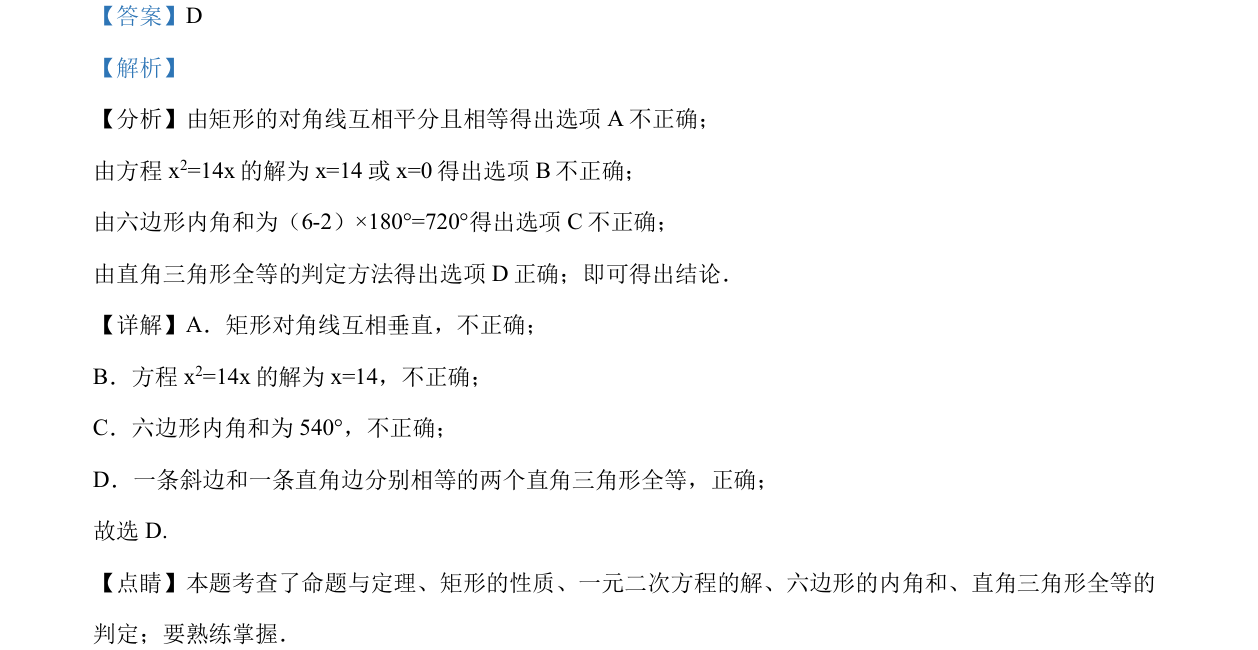 【答案】D
【解析】
【分析】由矩形的对角线互相平分且相等得出选项 A 不正确；
由方程 x²=14x 的解为 x=14 或 x=0 得出选项 B 不正确；
由六边形内角和为（6-2）×180°=720°得出选项 C 不正确；
由直角三角形全等的判定方法得出选项 D 正确；即可得出结论．
【详解】A．矩形对角线互相垂直，不正确；
B．方程 x²=14x 的解为 x=14，不正确；
C．六边形内角和为 540°，不正确；
D．一条斜边和一条直角边分别相等的两个直角三角形全等，正确；
故选 D.
【点睛】本题考查了命题与定理、矩形的性质、一元二次方程的解、六边形的内角和、直角三角形全等的
判定；要熟练掌握．